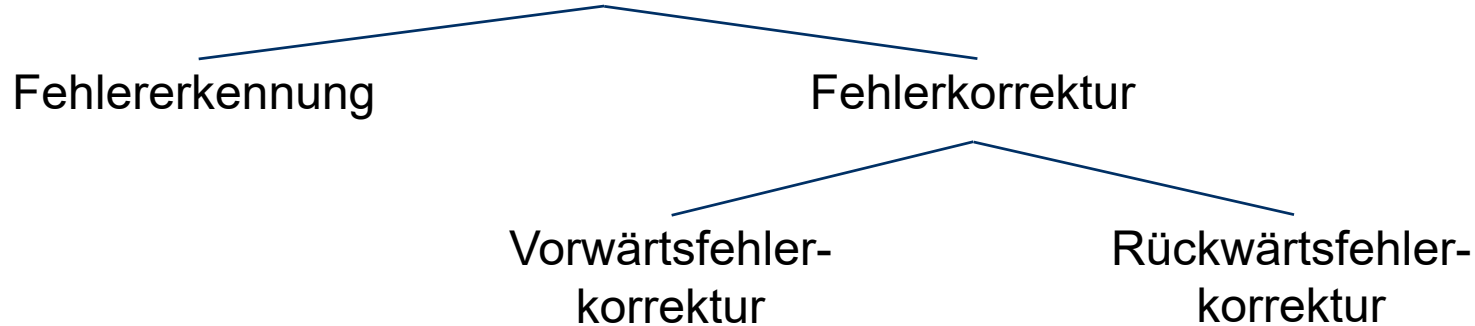 Fehlererkennung
Fehlerkorrektur
Vorwärtsfehler-
korrektur
Rückwärtsfehler-
korrektur